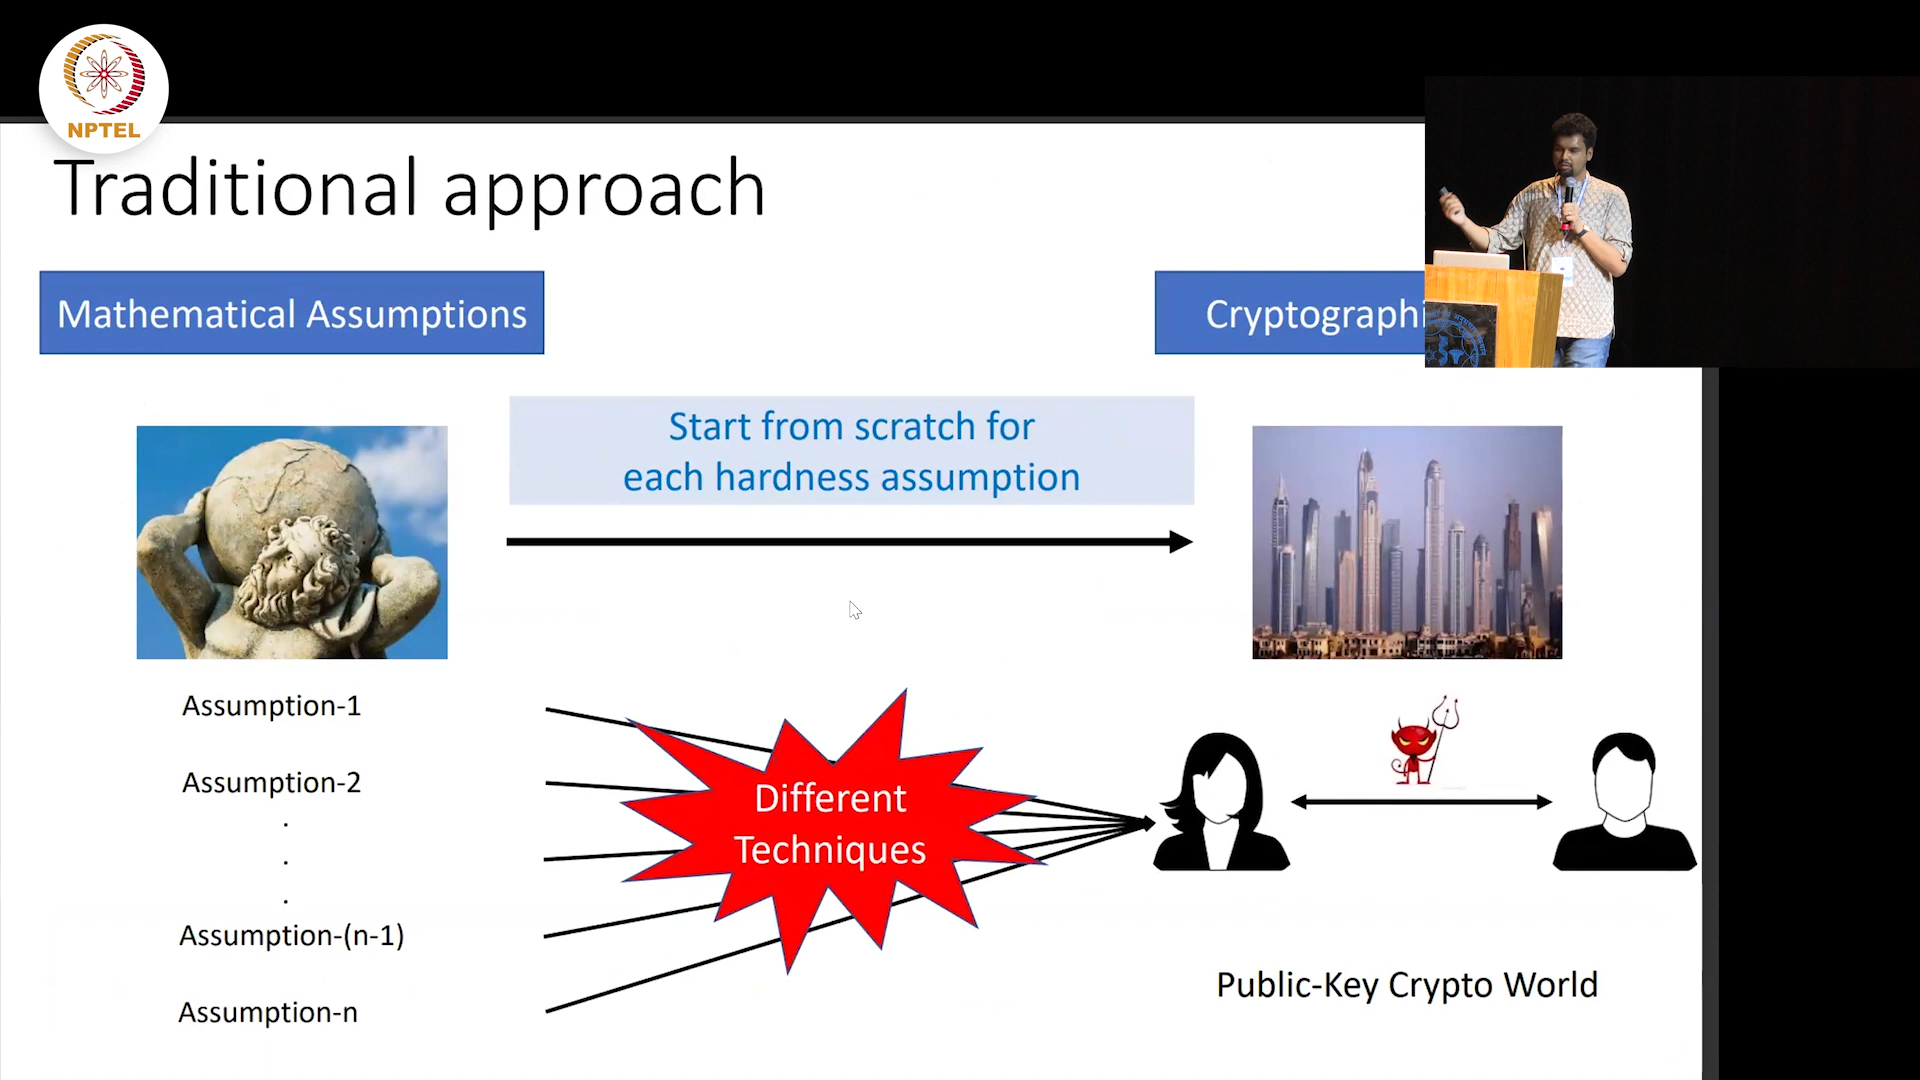 NPTEL
Traditional approach
Mathematical Assumptions
Start from scratch for
each hardness assumption
Assumption-1
Assumption-2
.
.
.
Assumption-(n-1)
Assumption-n
Different
Techniques
Public-Key Crypto World